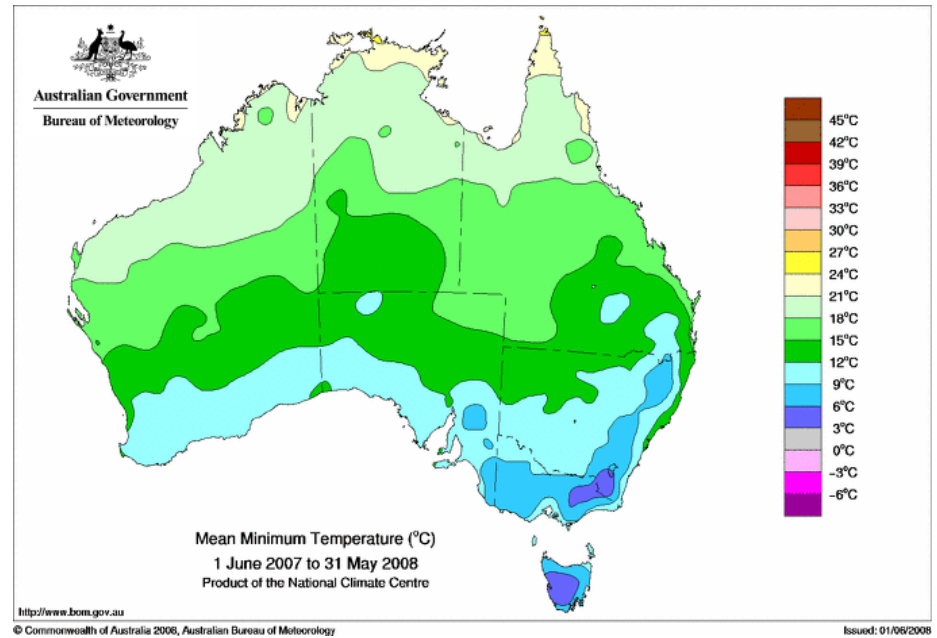 Australian Government
Bureau of Meteorology
45°C
42°C
39°C
36°C
33°C
30°C
27°C
24°C
21°C
18°C
15°C
12°C
9°C
6°C
3°C
0°C
-3°C
-6°C
Mean Minimum Temperature (°C)
1 June 2007 to 31 May 2008
Product of the National Climate Centre
http://www.bom.gov.au
© Commonwealth of Australia 2008, Australian Bureau of Meteorology
Issued: 01/06/2008